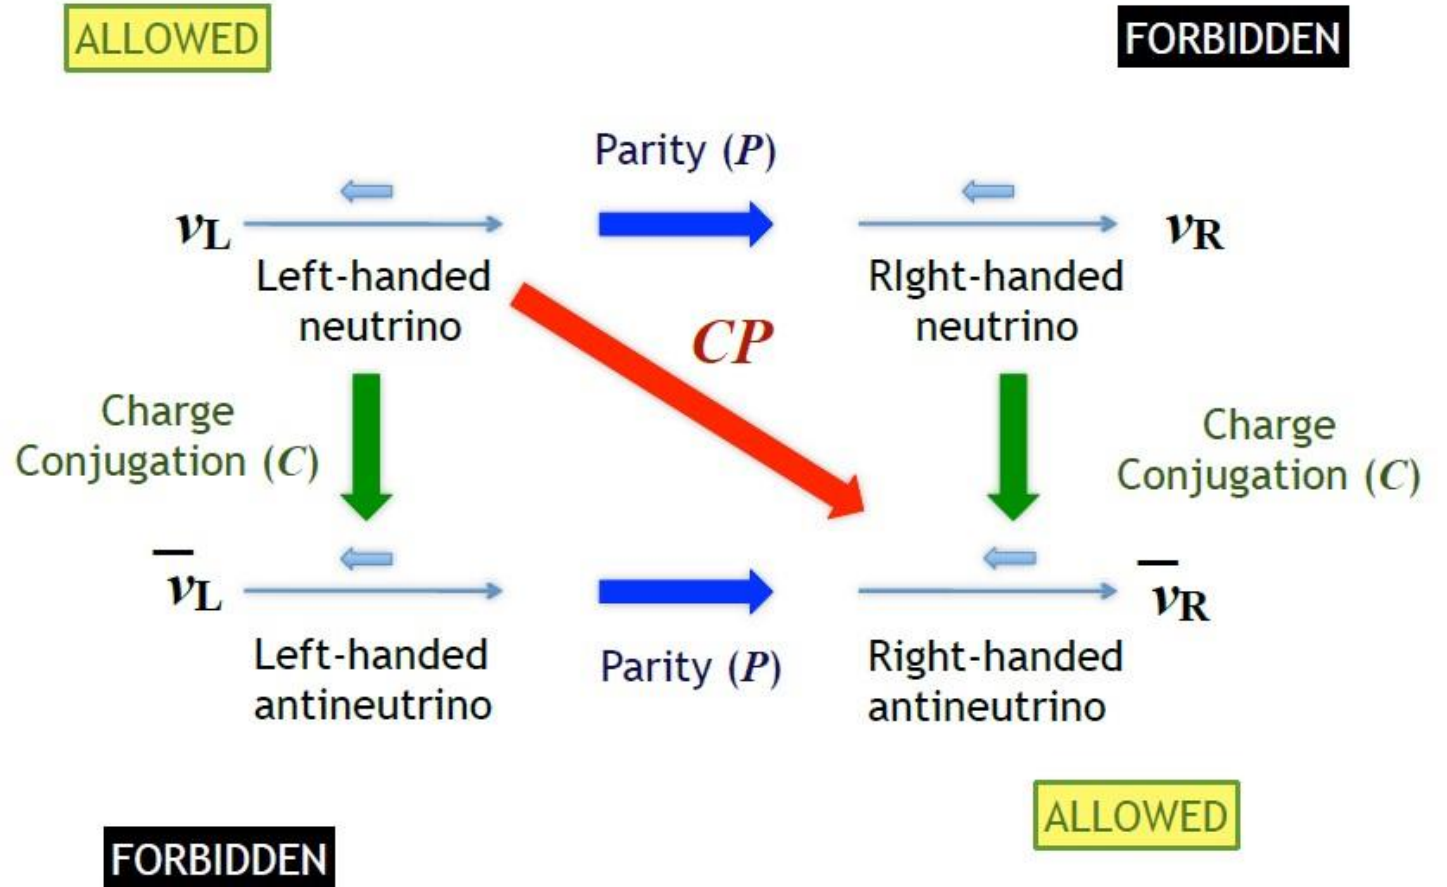 ALLOWED
FORBIDDEN
Parity (P)
νL
νR
Left-handed
neutrino
RIght-handed
neutrino
CP
Charge
Conjugation (C)
Charge
Conjugation (C)
ν̅L
ν̅R
Left-handed
antineutrino
Parity (P)
Right-handed
antineutrino
ALLOWED
FORBIDDEN